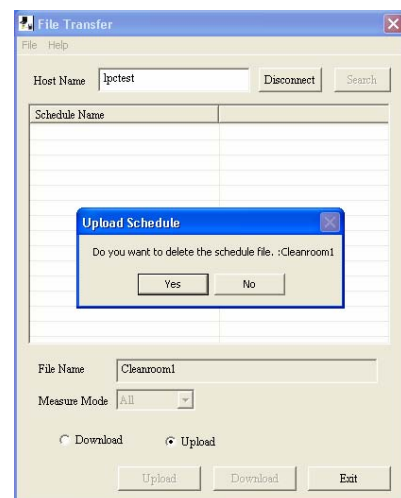 File Transfer
File Help
Host Name lpctest Disconnect Search
Schedule Name
Upload Schedule
Do you want to delete the schedule file. :Cleanroom1
Yes No
File Name Cleanroom1
Measure Mode All
Download Upload
Upload Download Exit